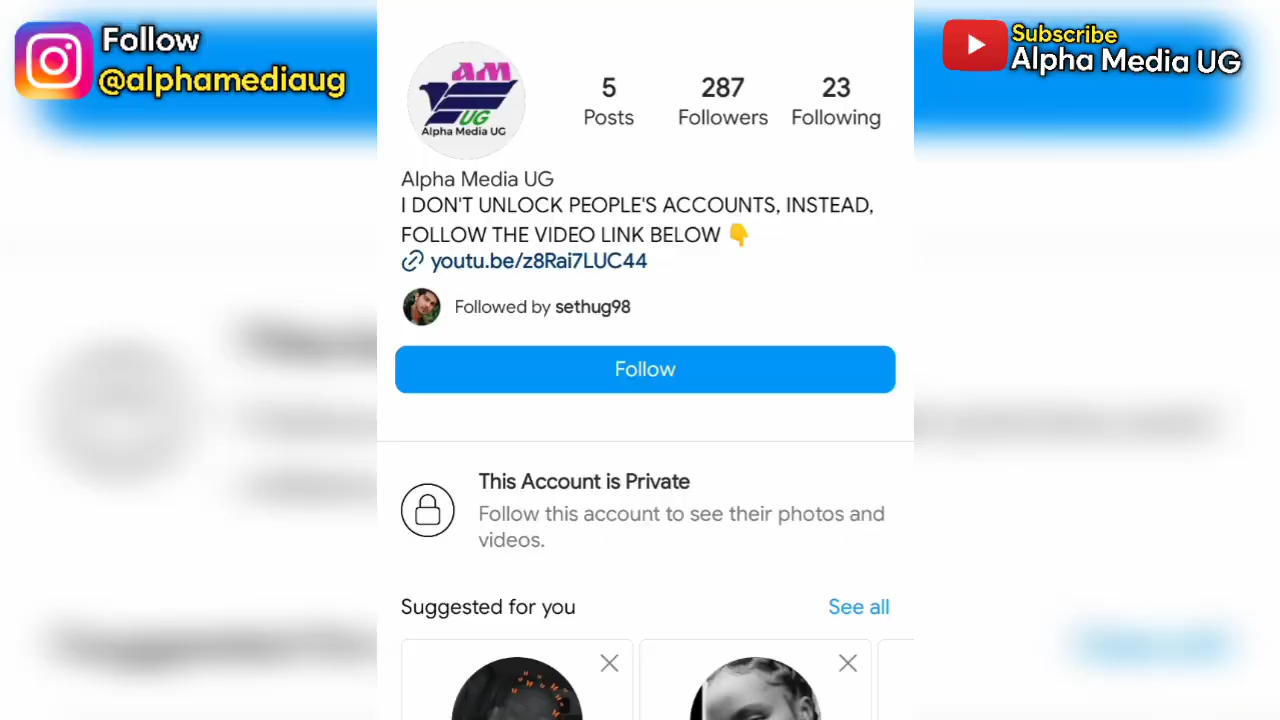 Follow
@alphamediaug
Subscribe
Alpha Media UG
AM
UG
Alpha Media UG
5
Posts
287
Followers
23
Following
Alpha Media UG
I DON'T UNLOCK PEOPLE'S ACCOUNTS, INSTEAD,
FOLLOW THE VIDEO LINK BELOW 👇
youtu.be/z8Rai7LUC44
Followed by sethug98
Follow
This Account is Private
Follow this account to see their photos and
videos.
Suggested for you
See all